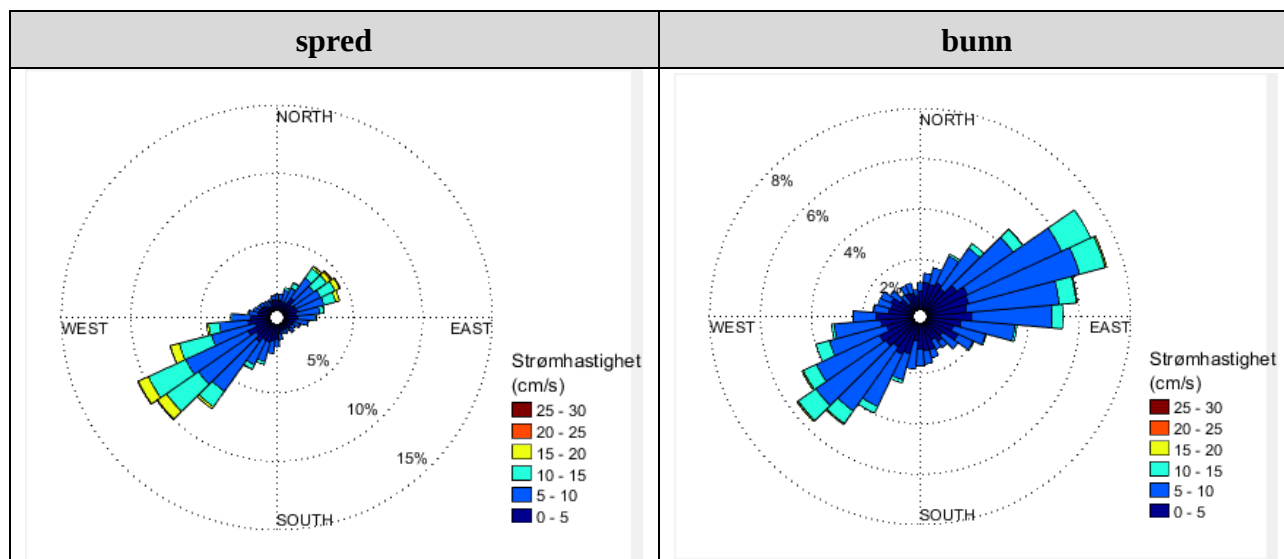 spred
bunn
NORTH
WEST
EAST
SOUTH
5%
10%
15%
Strømhastighet
(cm/s)
25 - 30
20 - 25
15 - 20
10 - 15
5 - 10
0 - 5
NORTH
WEST
EAST
SOUTH
8%
6%
4%
2%
Strømhastighet
(cm/s)
25 - 30
20 - 25
15 - 20
10 - 15
5 - 10
0 - 5